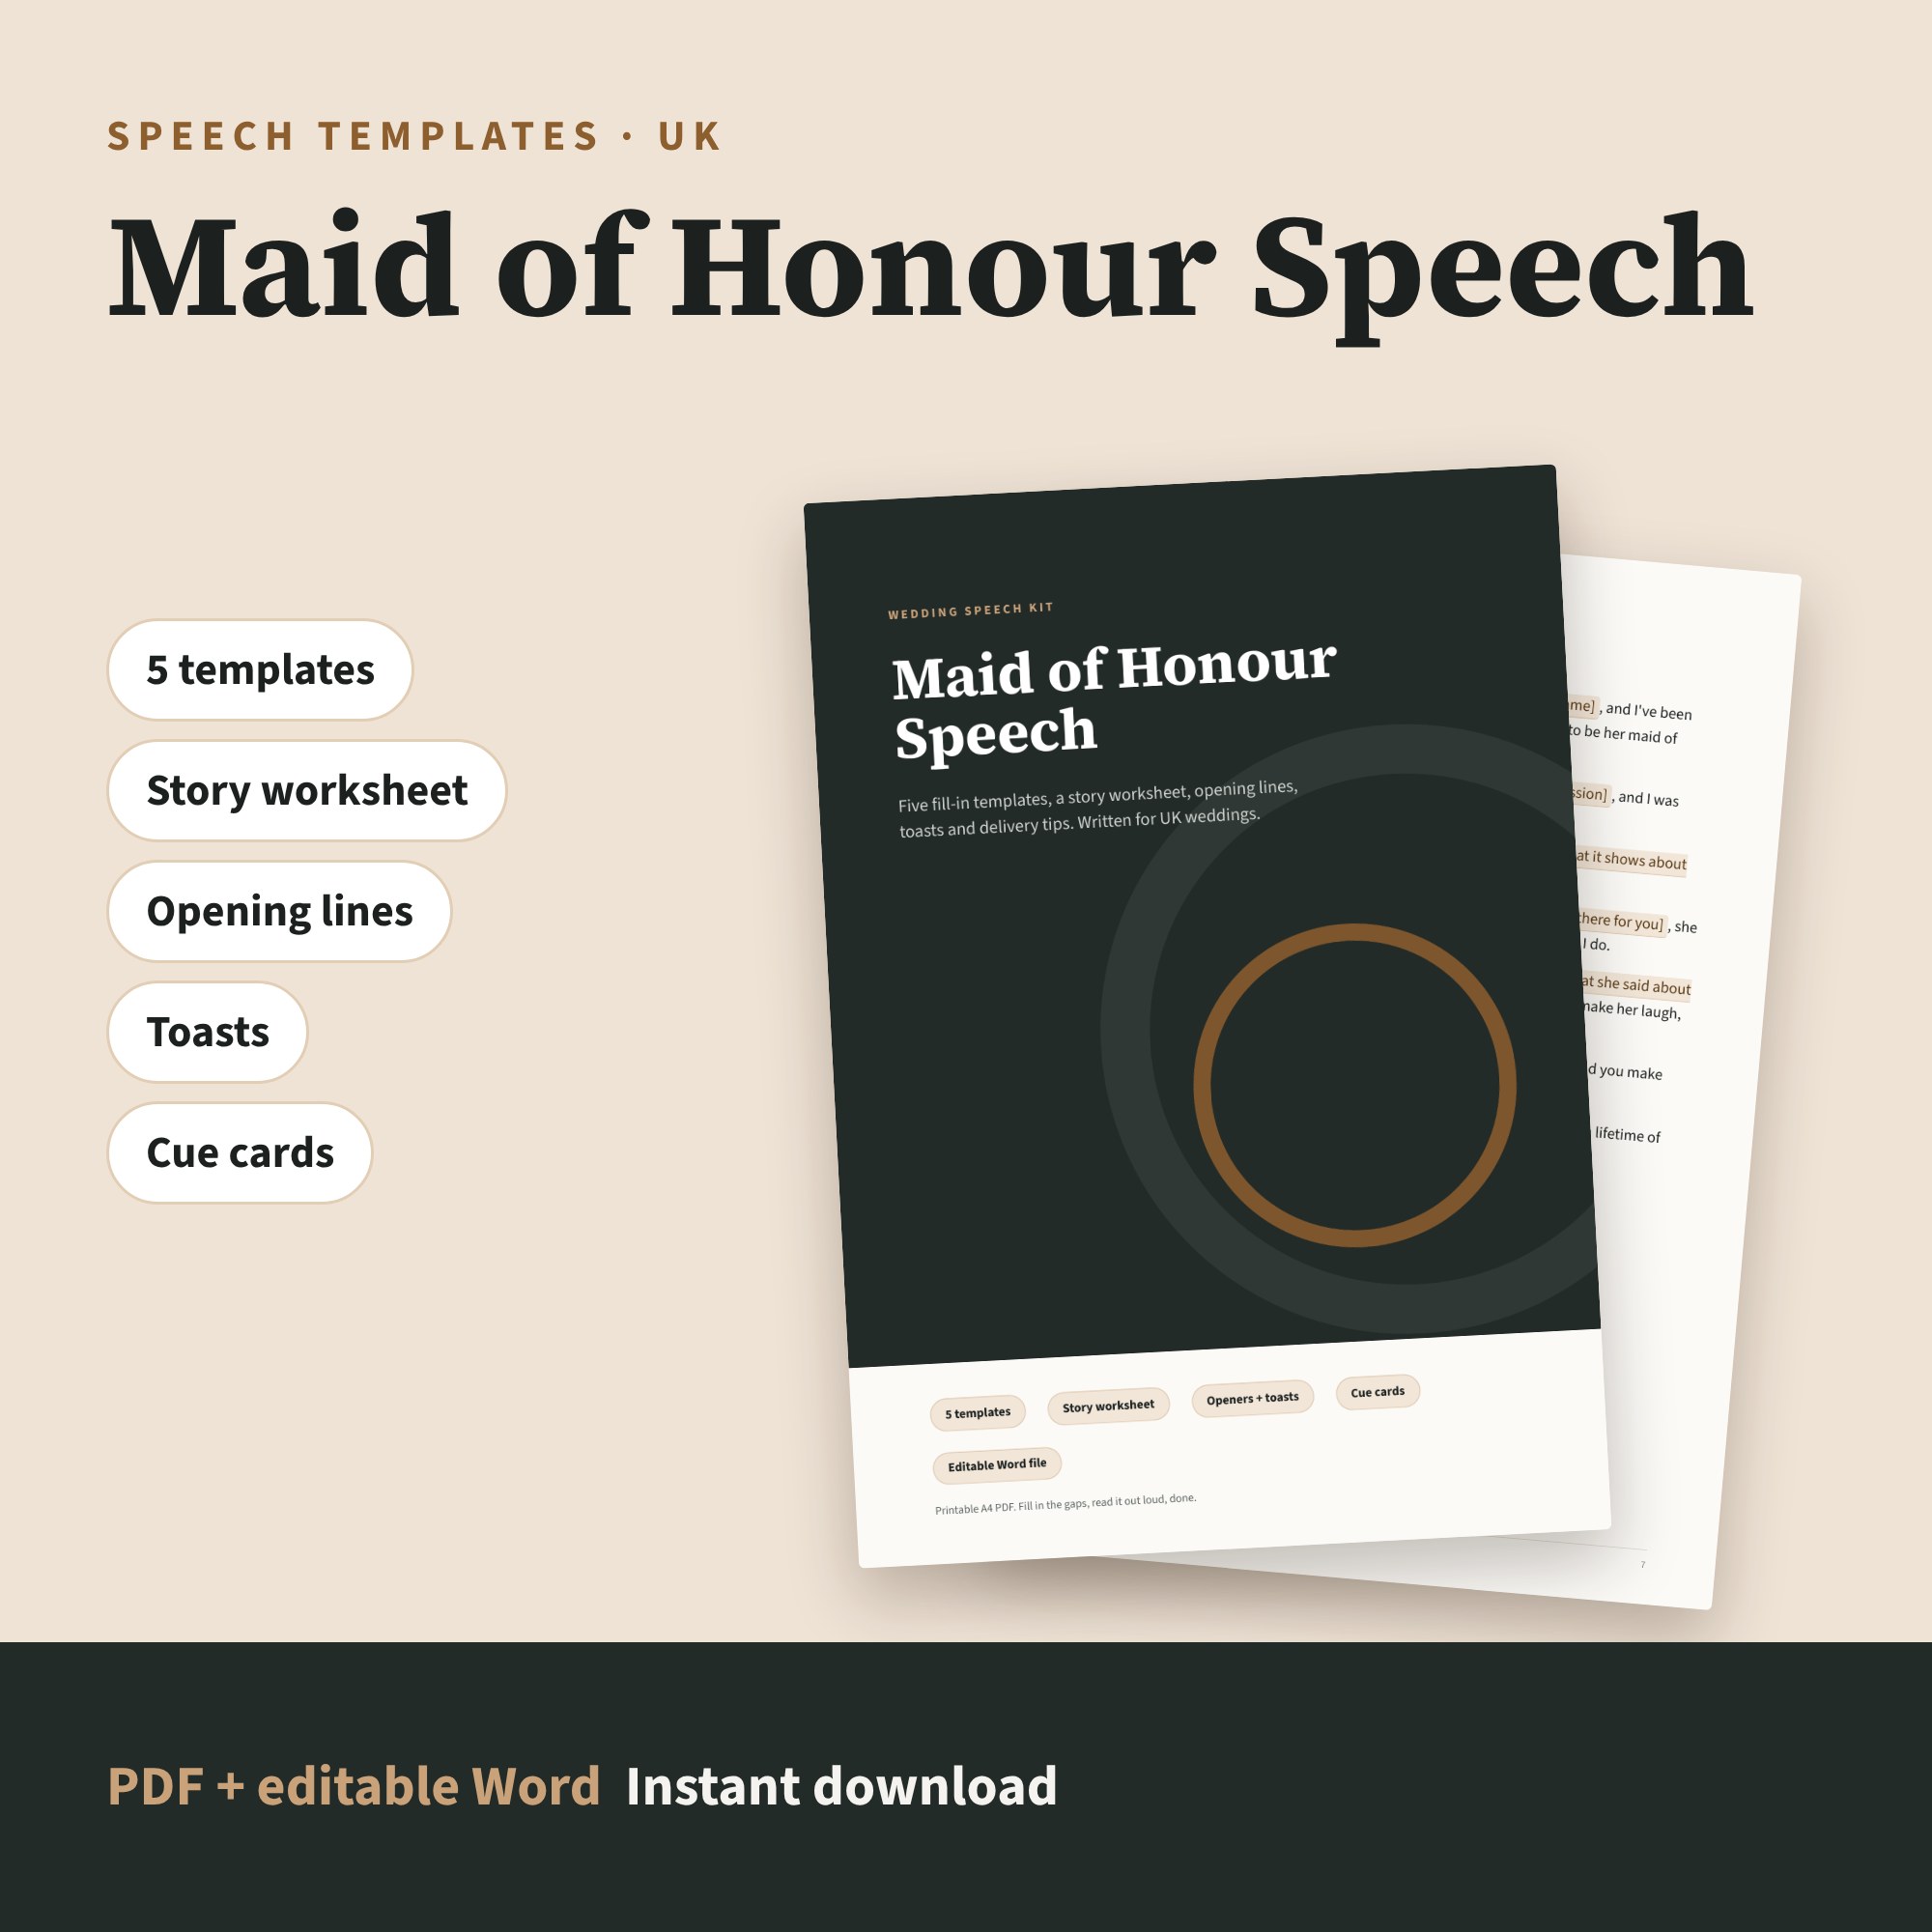 SPEECH TEMPLATES · UK
Maid of Honour Speech
5 templates
Story worksheet
Opening lines
Toasts
Cue cards
WEDDING SPEECH KIT
Maid of Honour
Speech
Five fill-in templates, a story worksheet, opening lines,
toasts and delivery tips. Written for UK weddings.
5 templates
Story worksheet
Openers + toasts
Cue cards
Editable Word file
Printable A4 PDF. Fill in the gaps, read it out loud, done.
, and I've been
to be her maid of
, and I was
it shows about
there for you] , she
I do.
she said about
make her laugh,
you make
lifetime of
7
PDF + editable Word Instant download